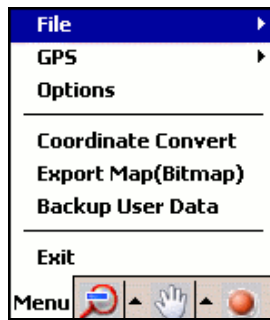 File
GPS
Options
Coordinate Convert
Export Map(Bitmap)
Backup User Data
Exit
Menu